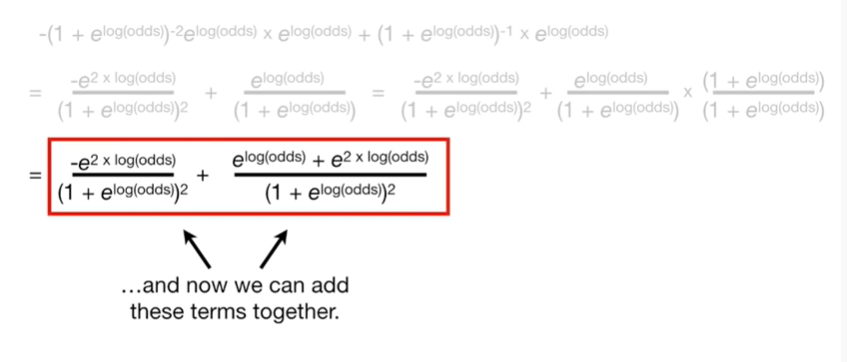 -(1 + e^log(odds))^-2 e^log(odds) x e^log(odds) + (1 + e^log(odds))^-1 x e^log(odds)
= -e^2 x log(odds) / (1 + e^log(odds))^2 + e^log(odds) / (1 + e^log(odds)) = -e^2 x log(odds) / (1 + e^log(odds))^2 + e^log(odds) / (1 + e^log(odds)) x (1 + e^log(odds)) / (1 + e^log(odds))
= -e^2 x log(odds) / (1 + e^log(odds))^2 + e^log(odds) + e^2 x log(odds) / (1 + e^log(odds))^2
…and now we can add
these terms together.